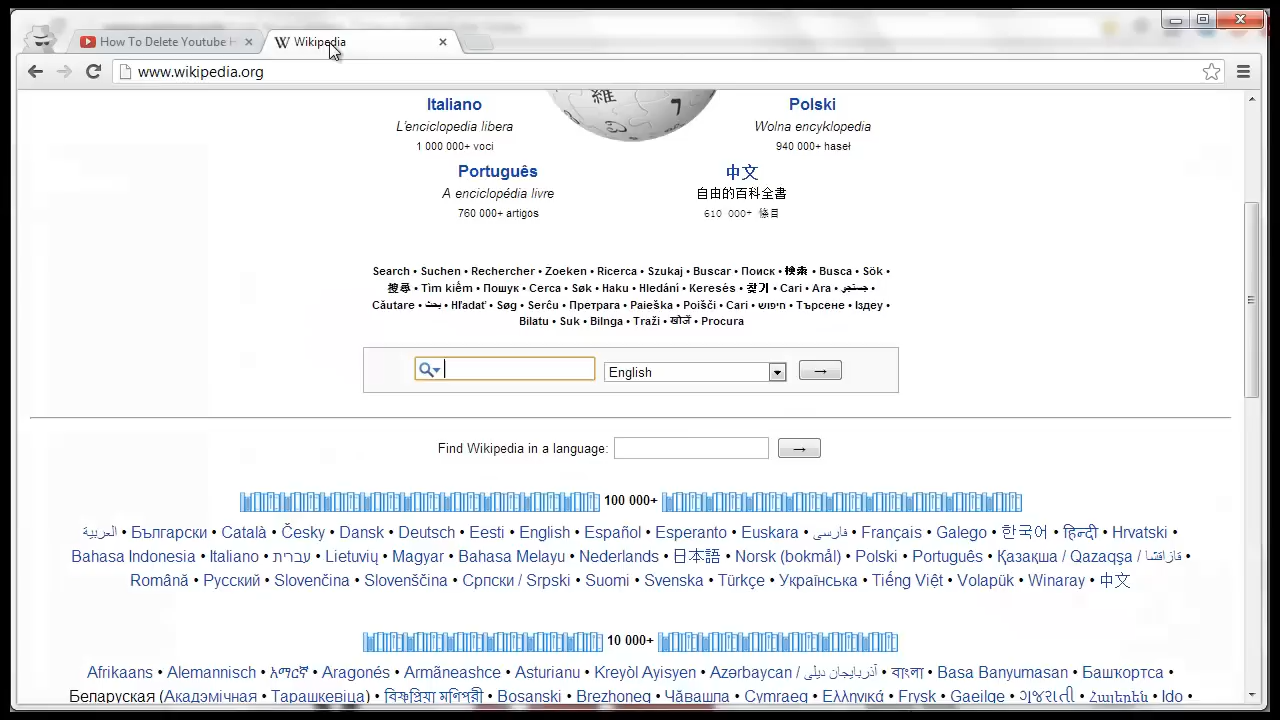 How To Delete Youtube H
Wikipedia
www.wikipedia.org
Italiano
L'enciclopedia libera
1 000 000+ voci
Polski
Wolna encyklopedia
940 000+ haseł
維
Português
A enciclopédia livre
760 000+ artigos
中文
自由的百科全書
610 000+ 條目
Search • Suchen • Rechercher • Zoeken • Ricerca • Szukaj • Buscar • Поиск • 検索 • Busca • Sök •
搜尋 • Tìm kiếm • Пошук • Cerca • Søk • Haku • Hledání • Keresés • 찾기 • Cari • Ara • جستجو •
Căutare • بحث • Hľadať • Søg • Serĉu • Претрага • Paieška • Poišči • Cari • חיפוש • Търсене • Іздеу •
Bilatu • Suk • Bilnga • Traži • खोजें • Procura
English
→
Find Wikipedia in a language:
→
100 000+
العربية • Български • Català • Česky • Dansk • Deutsch • Eesti • English • Español • Esperanto • Euskara • فارسی • Français • Galego • 한국어 • हिन्दी • Hrvatski •
Bahasa Indonesia • Italiano • עברית • Lietuvių • Magyar • Bahasa Melayu • Nederlands • 日本語 • Norsk (bokmål) • Polski • Português • Қазақша / Qazaqşa / قازاقشا •
Română • Русский • Slovenčina • Slovenščina • Српски / Srpski • Suomi • Svenska • Türkçe • Українська • Tiếng Việt • Volapük • Winaray • 中文
10 000+
Afrikaans • Alemannisch • አማርኛ • Aragonés • Armãneashce • Asturianu • Kreyòl Ayisyen • Azərbaycan / آذربايجان ديلی • বাংলা • Basa Banyumasan • Башҡортса •
Беларуская (Акадэмічная • Тарашкевіца) • বিষ্ণুপ্রিয়া মণিপুরী • Bosanski • Brezhoneg • Чӑвашла • Cymraeg • Ελληνικά • Frysk • Gaeilge • ગુજરાતી • Հայերեն • Ido •